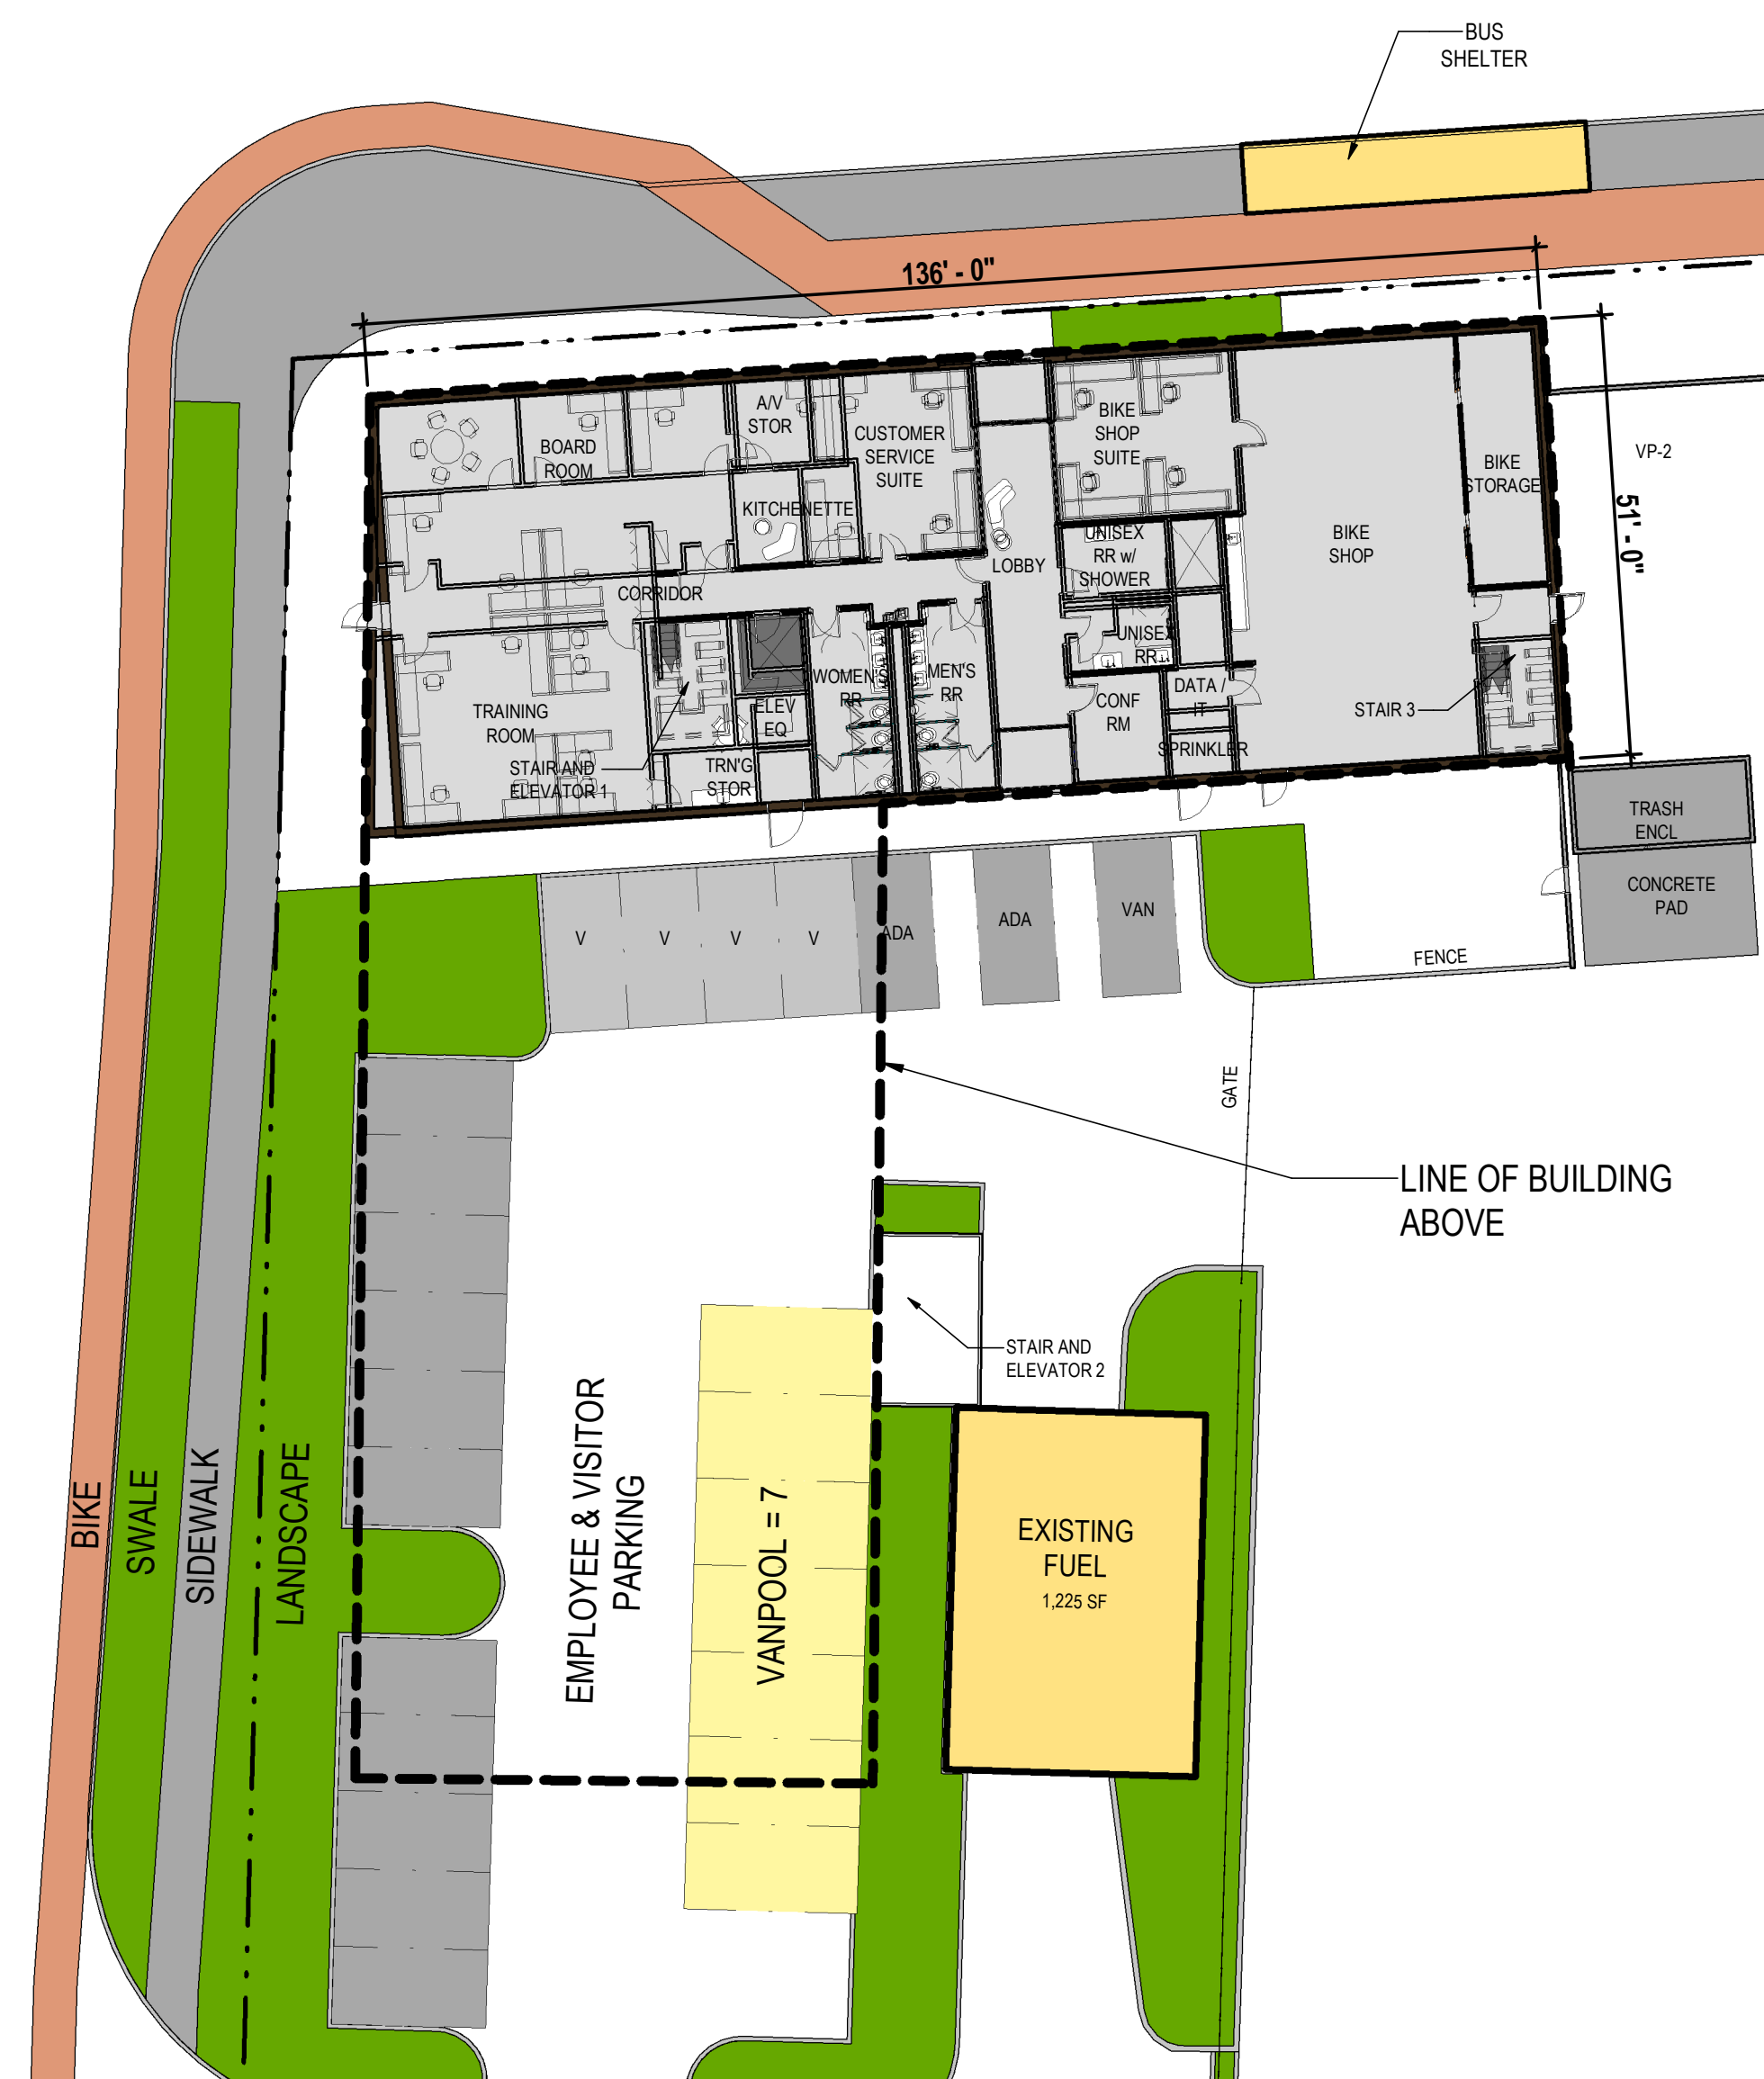 BUS
SHELTER
136' - 0"
51' - 0"
VP-2
A/V
STOR
BOARD
ROOM
CUSTOMER
SERVICE
SUITE
BIKE
SHOP
SUITE
BIKE
STORAGE
KITCHENETTE
UNISEX
RR w/
SHOWER
BIKE
SHOP
LOBBY
CORRIDOR
UNISEX
RR
WOMEN'S
RR
MEN'S
RR
DATA /
IT
CONF
RM
ELEV
EQ
TRAINING
ROOM
STAIR 3
SPRINKLER
STAIR AND
ELEVATOR 1
TRN'G
STOR
TRASH
ENCL
CONCRETE
PAD
V
V
V
V
ADA
ADA
VAN
FENCE
GATE
LINE OF BUILDING
ABOVE
STAIR AND
ELEVATOR 2
BIKE
SWALE
SIDEWALK
LANDSCAPE
EMPLOYEE & VISITOR
PARKING
VANPOOL = 7
EXISTING
FUEL
1,225 SF